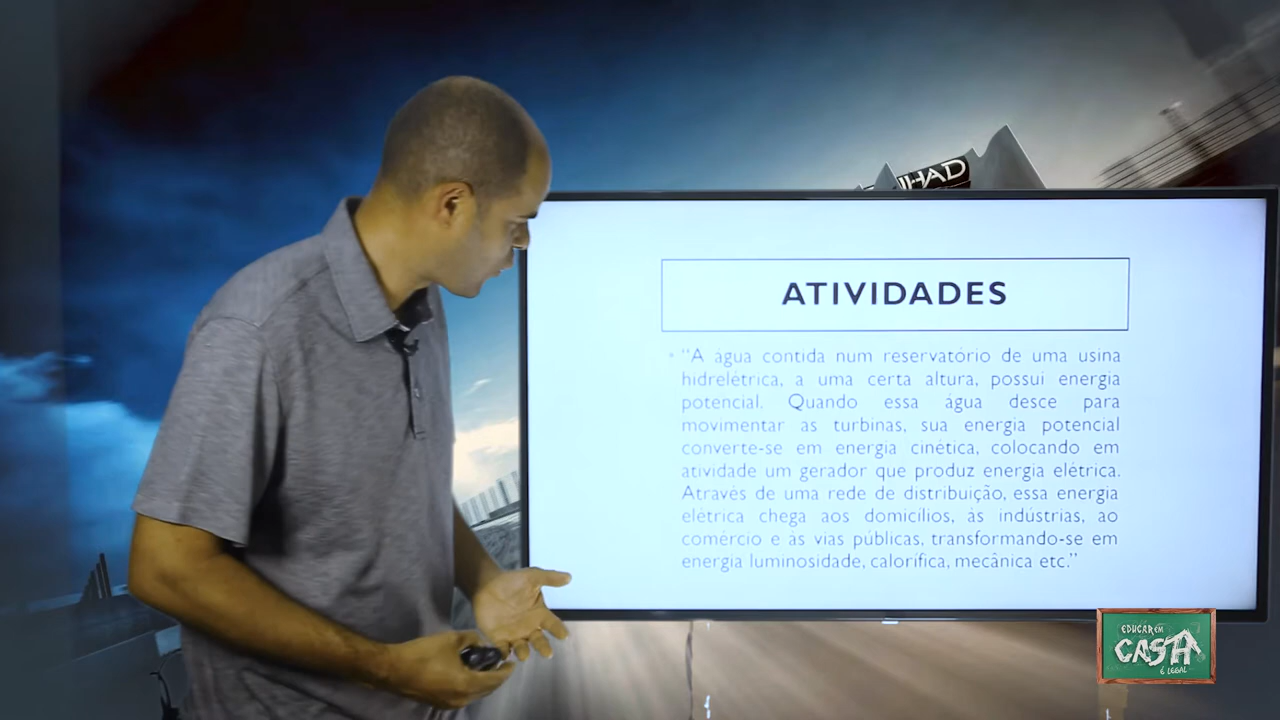 IHAD
ATIVIDADES
• “A água contida num reservatório de uma usina
hidrelétrica, a uma certa altura, possui energia
potencial. Quando essa água desce para
movimentar as turbinas, sua energia potencial
converte-se em energia cinética, colocando em
atividade um gerador que produz energia elétrica.
Através de uma rede de distribuição, essa energia
elétrica chega aos domicílios, às indústrias, ao
comércio e às vias públicas, transformando-se em
energia luminosidade, calorífica, mecânica etc.”
EDUCAR EM
CASA
É LEGAL